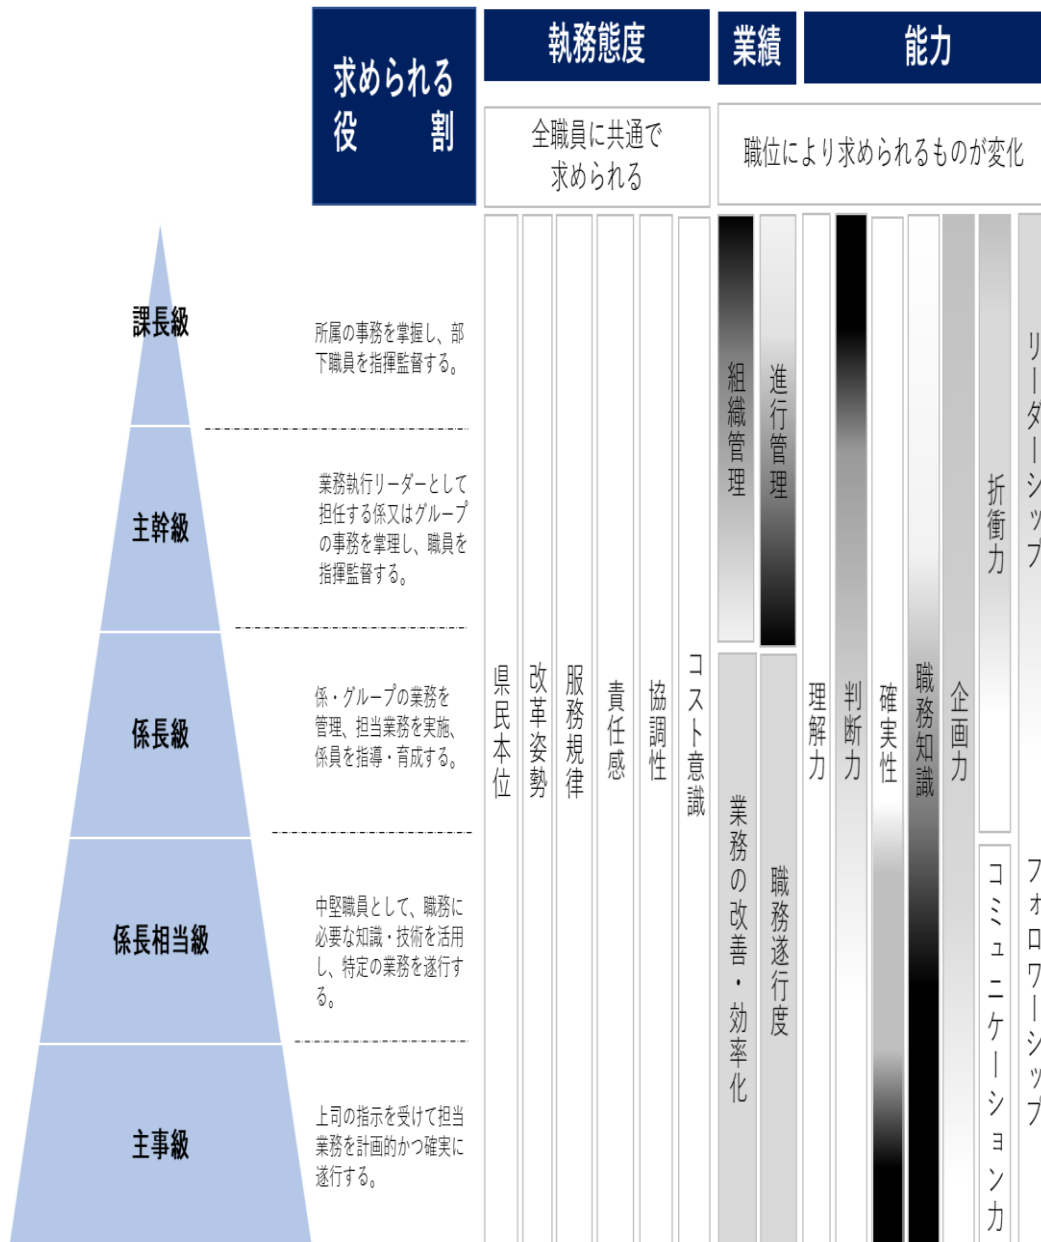 求められる
役　　割
執務態度
業績
能力
全職員に共通で
求められる
職位により求められるものが変化
課長級
所属の事務を掌握し、部
下職員を指揮監督する。
主幹級
業務執行リーダーとして
担任する係又はグループ
の事務を掌理し、職員を
指揮監督する。
係長級
係・グループの業務を
管理、担当業務を実施、
係員を指導・育成する。
係長相当級
中堅職員として、職務に
必要な知識・技術を活用
し、特定の業務を遂行す
る。
主事級
上司の指示を受けて担当
業務を計画的かつ確実に
遂行する。
県民本位
改革姿勢
服務規律
責任感
協調性
コスト意識
組織管理
進行管理
業務の改善・効率化
職務遂行度
理解力
判断力
確実性
職務知識
企画力
折衝力
コミュニケーション力
リーダーシップ
フォロワーシップ